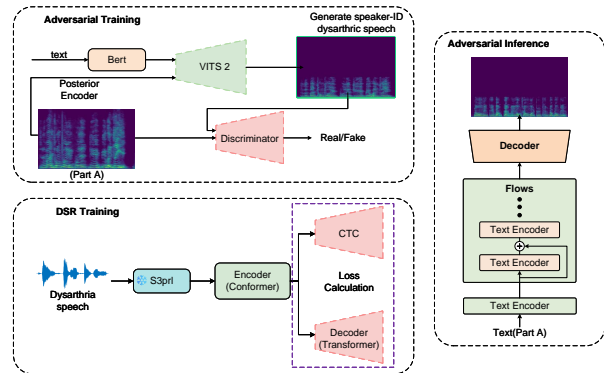 Adversarial Training
Generate speaker-ID
dysarthric speech
text
Bert
VITS 2
Posterior
Encoder
Discriminator
Real/Fake
(Part A)
DSR Training
Dysarthria
speech
S3prl
Encoder
(Conformer)
CTC
Loss
Calculation
Decoder
(Transformer)
Adversarial Inference
Decoder
Flows
Text Encoder
Text Encoder
Text Encoder
Text(Part A)